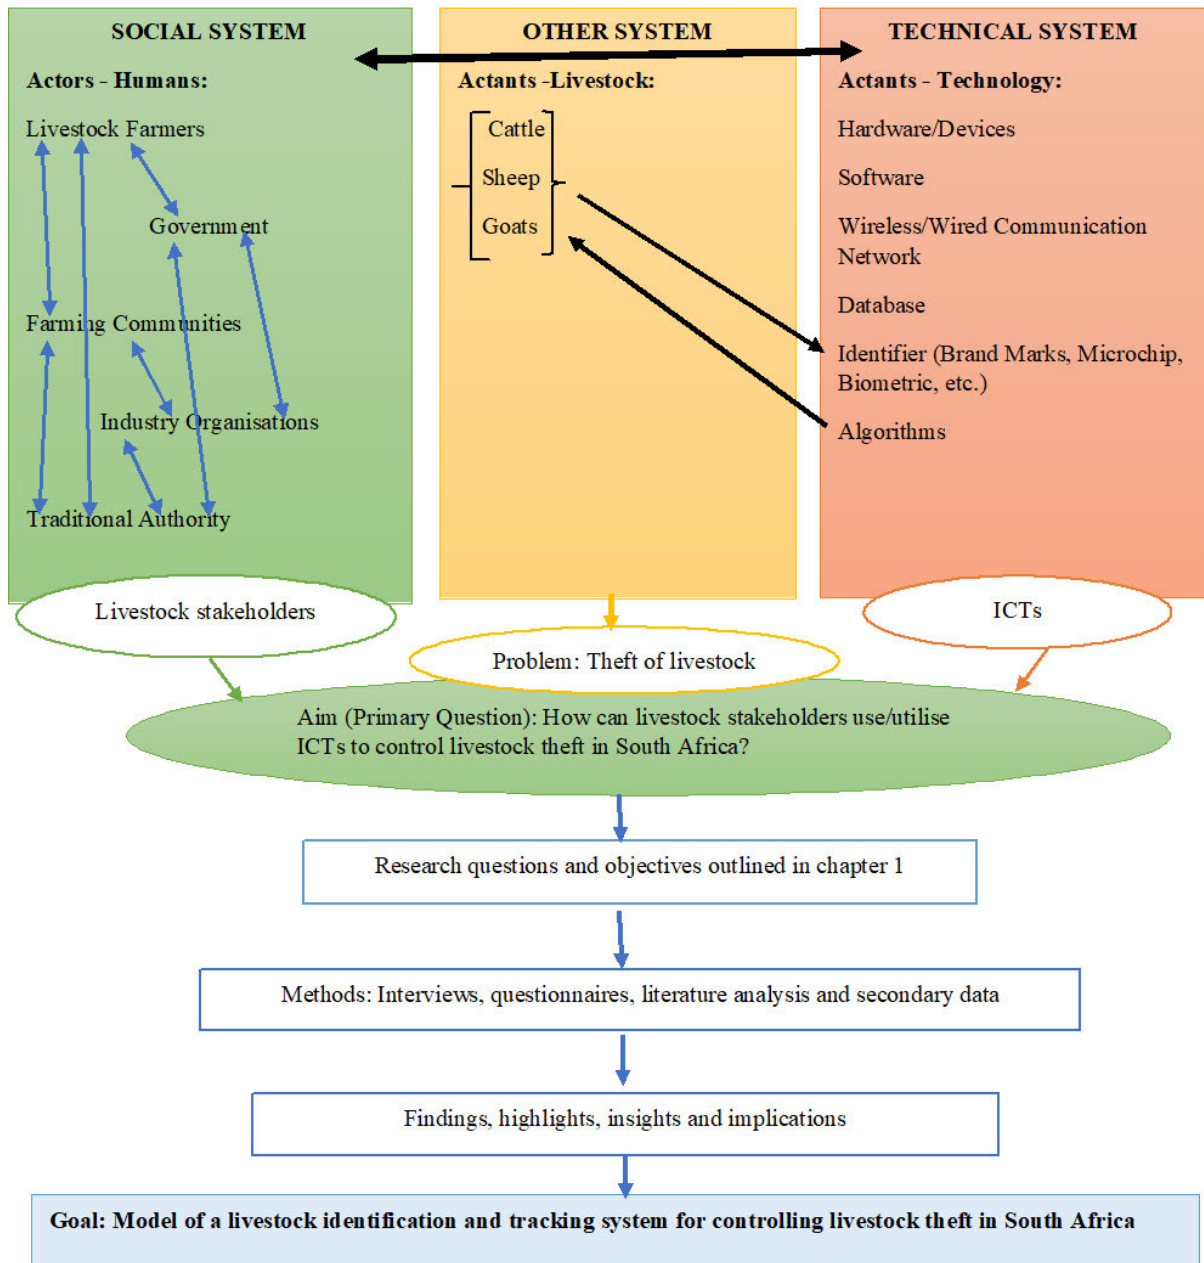 SOCIAL SYSTEM
Actors - Humans:
Livestock Farmers
Government
Farming Communities
Industry Organisations
Traditional Authority
Livestock stakeholders
OTHER SYSTEM
Actants -Livestock:
Cattle
Sheep
Goats
TECHNICAL SYSTEM
Actants - Technology:
Hardware/Devices
Software
Wireless/Wired Communication
Network
Database
Identifier (Brand Marks, Microchip,
Biometric, etc.)
Algorithms
ICTs
Problem: Theft of livestock
Aim (Primary Question): How can livestock stakeholders use/utilise
ICTs to control livestock theft in South Africa?
Research questions and objectives outlined in chapter 1
Methods: Interviews, questionnaires, literature analysis and secondary data
Findings, highlights, insights and implications
Goal: Model of a livestock identification and tracking system for controlling livestock theft in South Africa